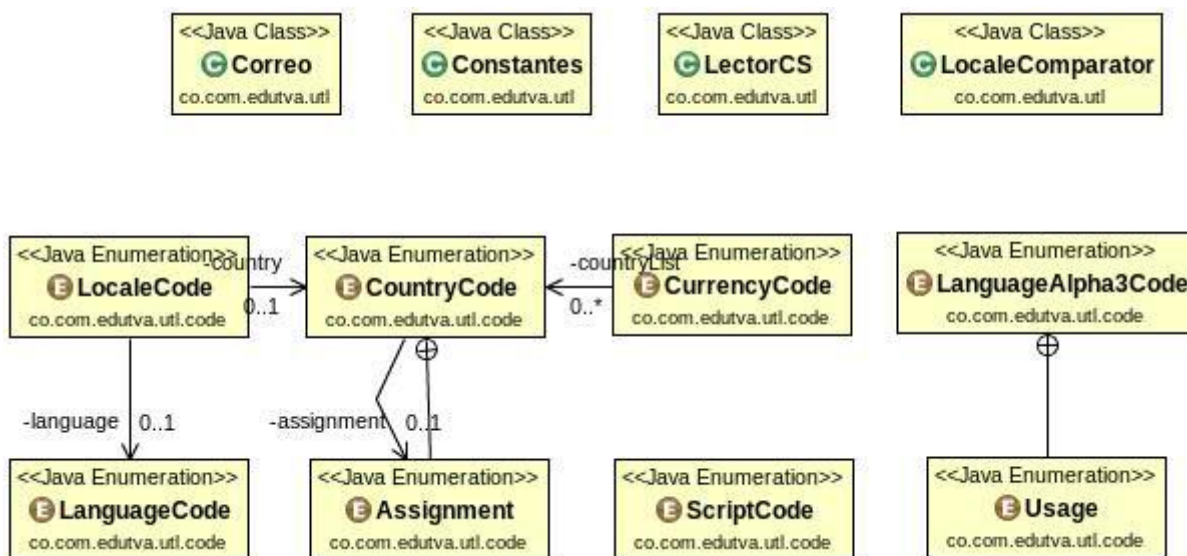 <<Java Class>>
Correo
co.com.edutva.utl
<<Java Class>>
Constantes
co.com.edutva.utl
<<Java Class>>
LectorCS
co.com.edutva.utl
<<Java Class>>
LocaleComparator
co.com.edutva.utl
<<Java Enumeration>>
LocaleCode
co.com.edutva.utl.code
-country
0..1
<<Java Enumeration>>
CountryCode
co.com.edutva.utl.code
-countryList
0..*
<<Java Enumeration>>
CurrencyCode
co.com.edutva.utl.code
<<Java Enumeration>>
LanguageAlpha3Code
co.com.edutva.utl.code
-language
0..1
-assignment
0..1
<<Java Enumeration>>
LanguageCode
co.com.edutva.utl.code
<<Java Enumeration>>
Assignment
co.com.edutva.utl.code
<<Java Enumeration>>
ScriptCode
co.com.edutva.utl.code
<<Java Enumeration>>
Usage
co.com.edutva.utl.code